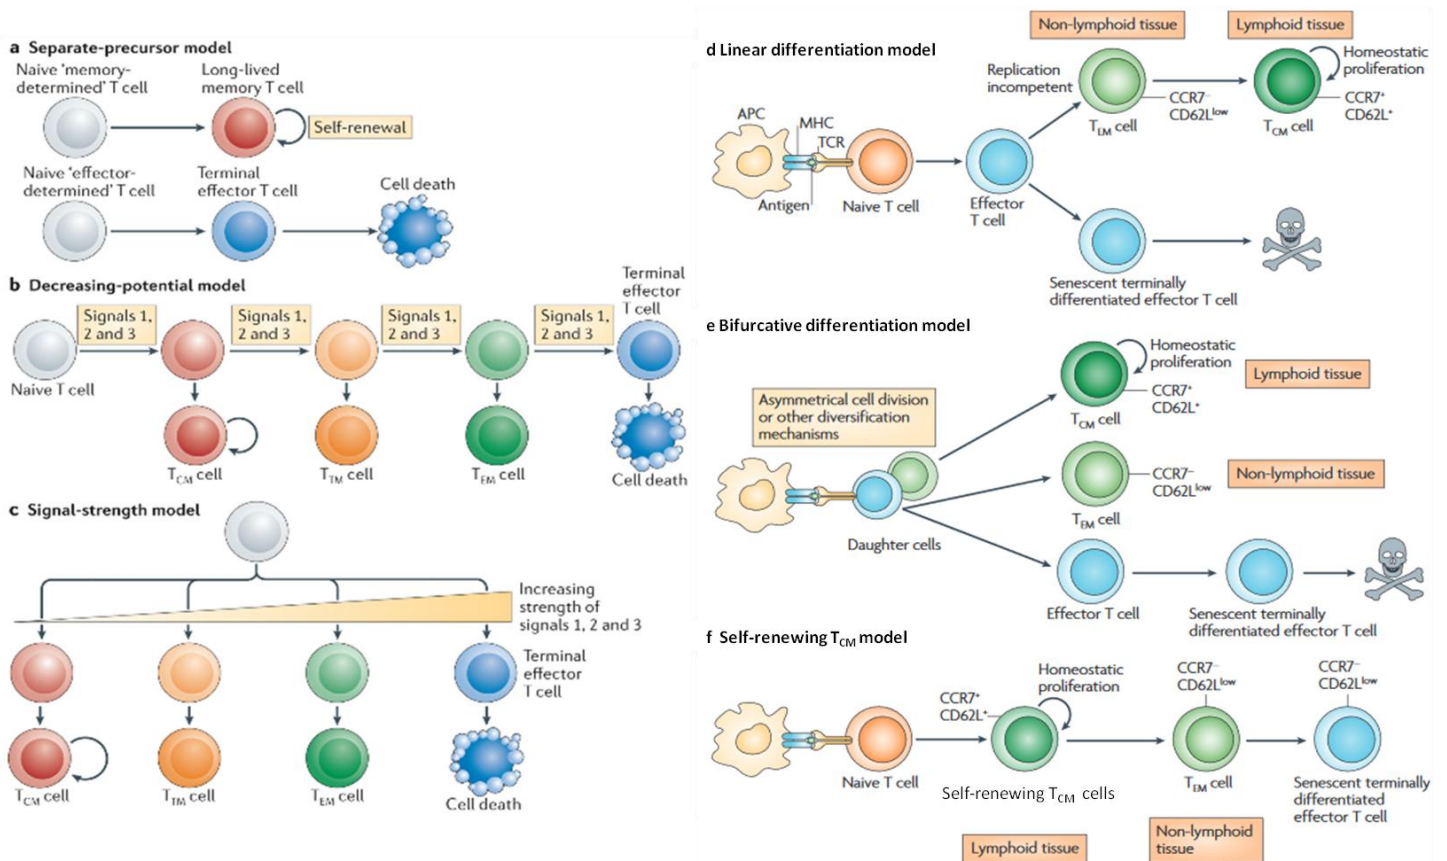 a Separate-precursor model
Naive ‘memory-
determined’ T cell
Long-lived
memory T cell
Self-renewal
Naive ‘effector-
determined’ T cell
Terminal
effector T cell
Cell death
b Decreasing-potential model
Naive T cell
Signals 1,
2 and 3
Signals 1,
2 and 3
Signals 1,
2 and 3
Signals 1,
2 and 3
Terminal
effector
T cell
TCM cell
TTM cell
TEM cell
Cell death
c Signal-strength model
Increasing
strength of
signals 1, 2 and 3
Terminal
effector
T cell
TCM cell
TTM cell
TEM cell
Cell death
d Linear differentiation model
Non-lymphoid tissue
Lymphoid tissue
APC
MHC
TCR
Antigen
Naive T cell
Effector
T cell
Replication
incompetent
CCR7–
CD62Llow
TEM cell
Homeostatic
proliferation
CCR7+
CD62L+
TCM cell
Senescent terminally
differentiated effector T cell
e Bifurcative differentiation model
Asymmetrical cell division
or other diversification
mechanisms
Daughter cells
Homeostatic
proliferation
CCR7+
CD62L+
TCM cell
Lymphoid tissue
CCR7–
CD62Llow
TEM cell
Non-lymphoid tissue
Effector T cell
Senescent terminally
differentiated effector T cell
f Self-renewing TCM model
Naive T cell
CCR7+
CD62L+
Homeostatic
proliferation
Self-renewing TCM cells
Lymphoid tissue
CCR7–
CD62Llow
TEM cell
Non-lymphoid
tissue
CCR7–
CD62Llow
Senescent terminally
differentiated
effector T cell